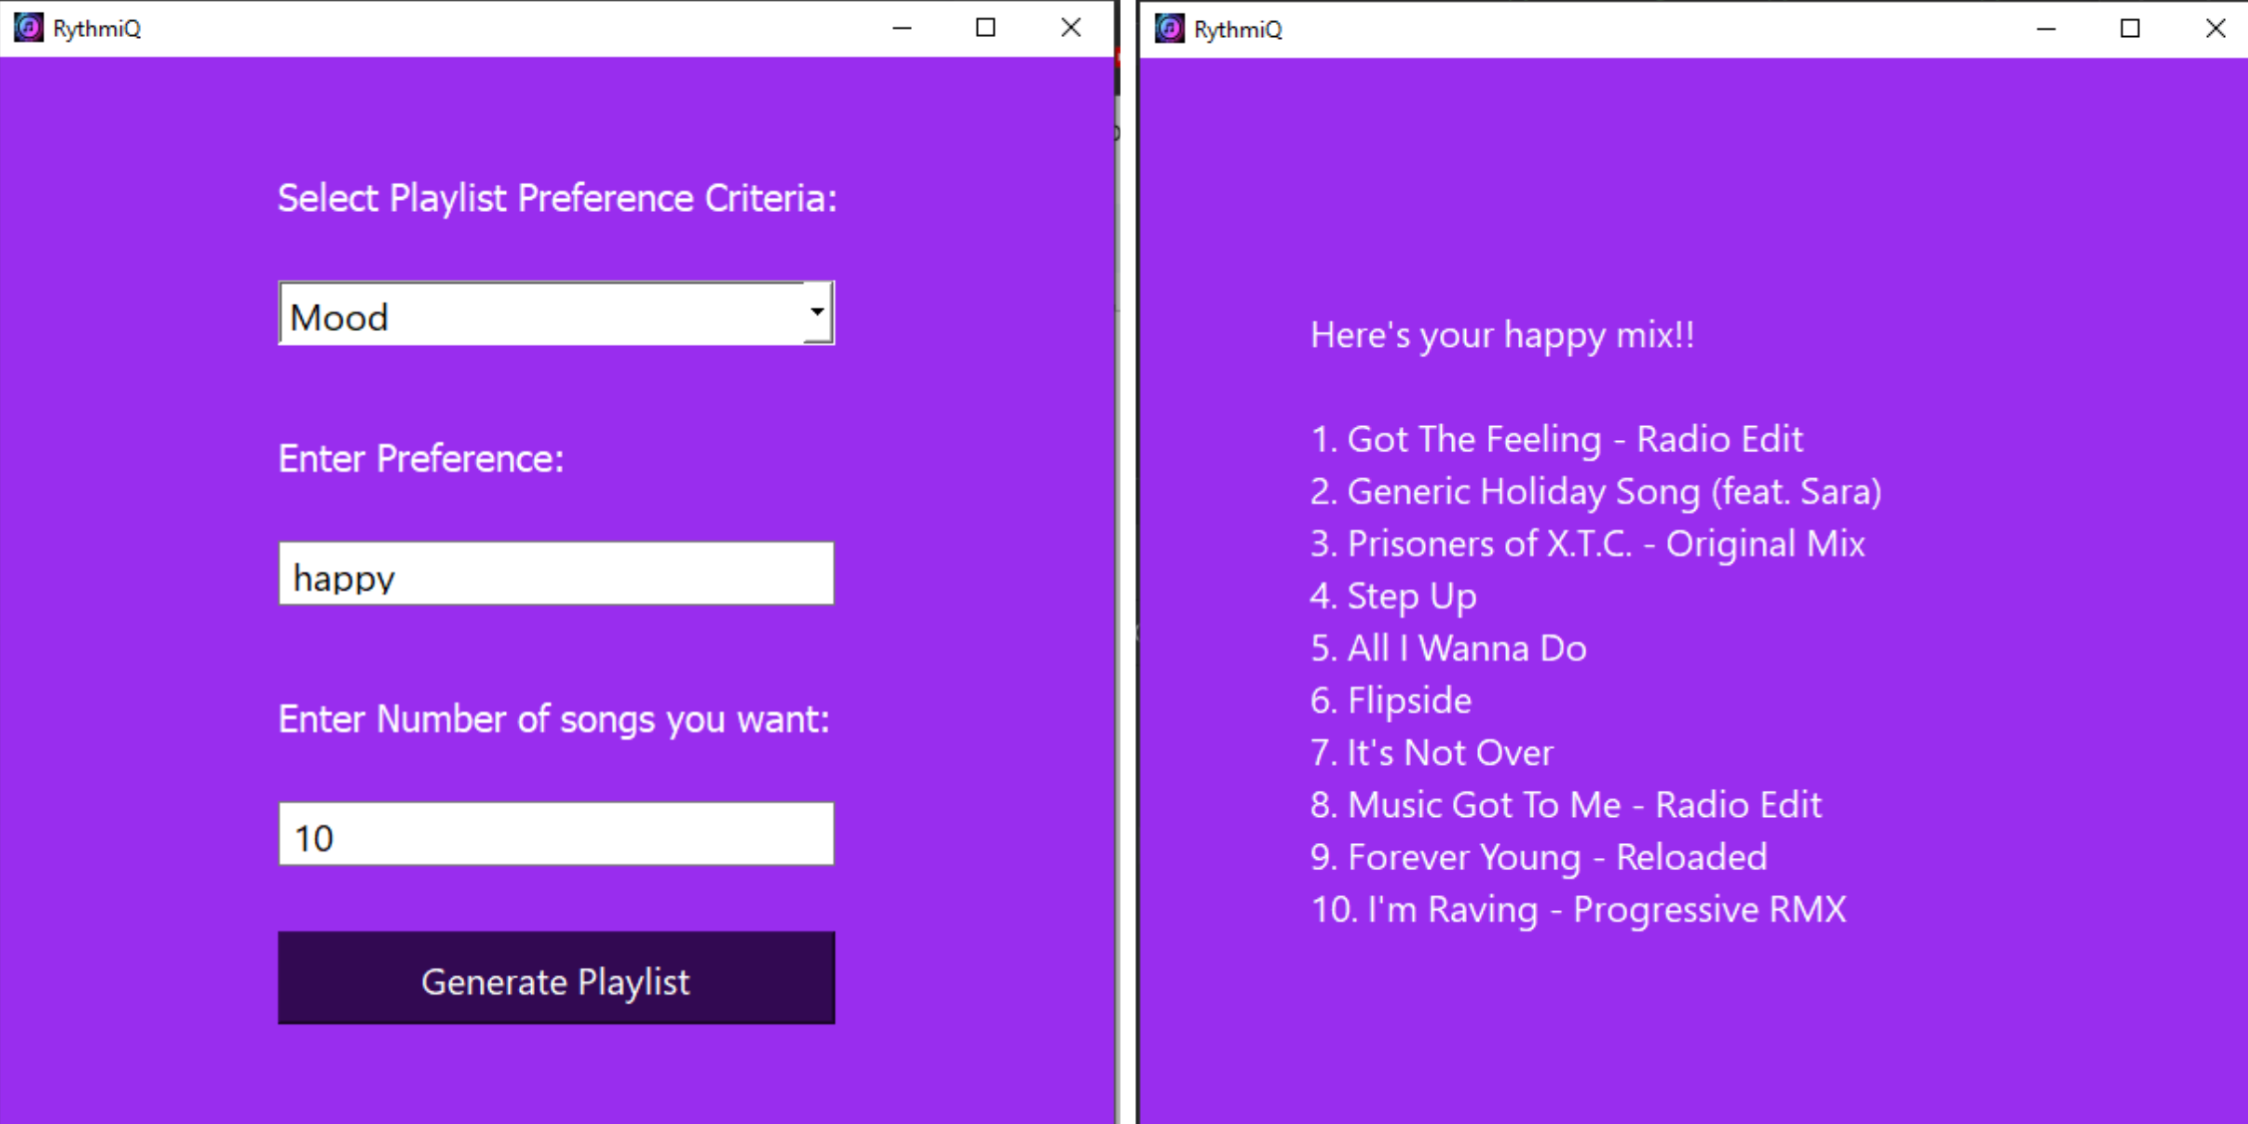 RythmiQ
Select Playlist Preference Criteria:
Mood
Enter Preference:
happy
Enter Number of songs you want:
10
Generate Playlist
RythmiQ
Here's your happy mix!!
1. Got The Feeling - Radio Edit
2. Generic Holiday Song (feat. Sara)
3. Prisoners of X.T.C. - Original Mix
4. Step Up
5. All I Wanna Do
6. Flipside
7. It's Not Over
8. Music Got To Me - Radio Edit
9. Forever Young - Reloaded
10. I'm Raving - Progressive RMX